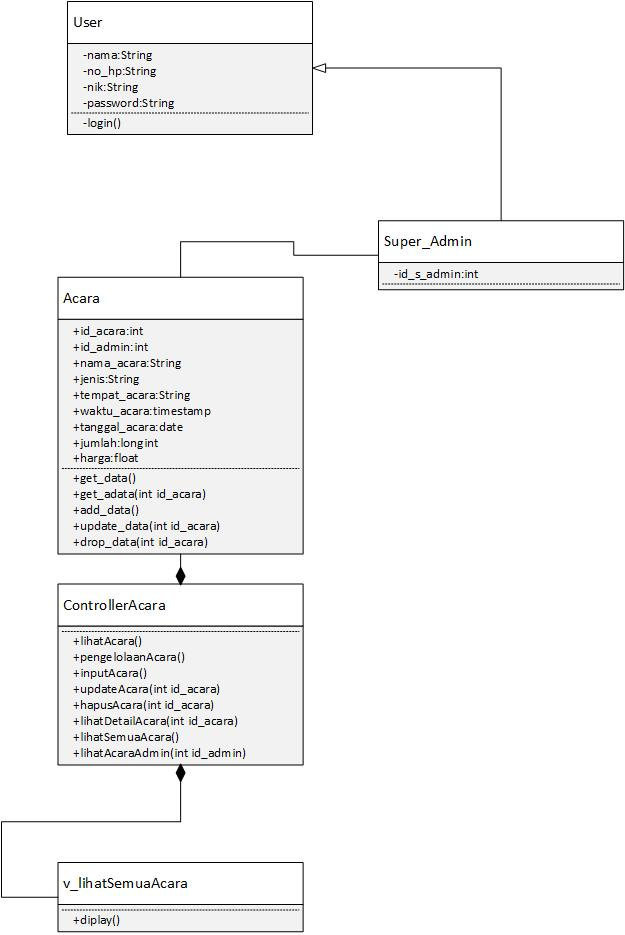 User
-nama:String
-no_hp:String
-nik:String
-password:String
-login()
Super_Admin
-id_s_admin:int
Acara
+id_acara:int
+id_admin:int
+nama_acara:String
+jenis:String
+tempat_acara:String
+waktu_acara:timestamp
+tanggal_acara:date
+jumlah:longint
+harga:float
+get_data()
+get_adata(int id_acara)
+add_data()
+update_data(int id_acara)
+drop_data(int id_acara)
ControllerAcara
+lihatAcara()
+pengelolaanAcara()
+inputAcara()
+updateAcara(int id_acara)
+hapusAcara(int id_acara)
+lihatDetailAcara(int id_acara)
+lihatSemuaAcara()
+lihatAcaraAdmin(int id_admin)
v_lihatSemuaAcara
+diplay()